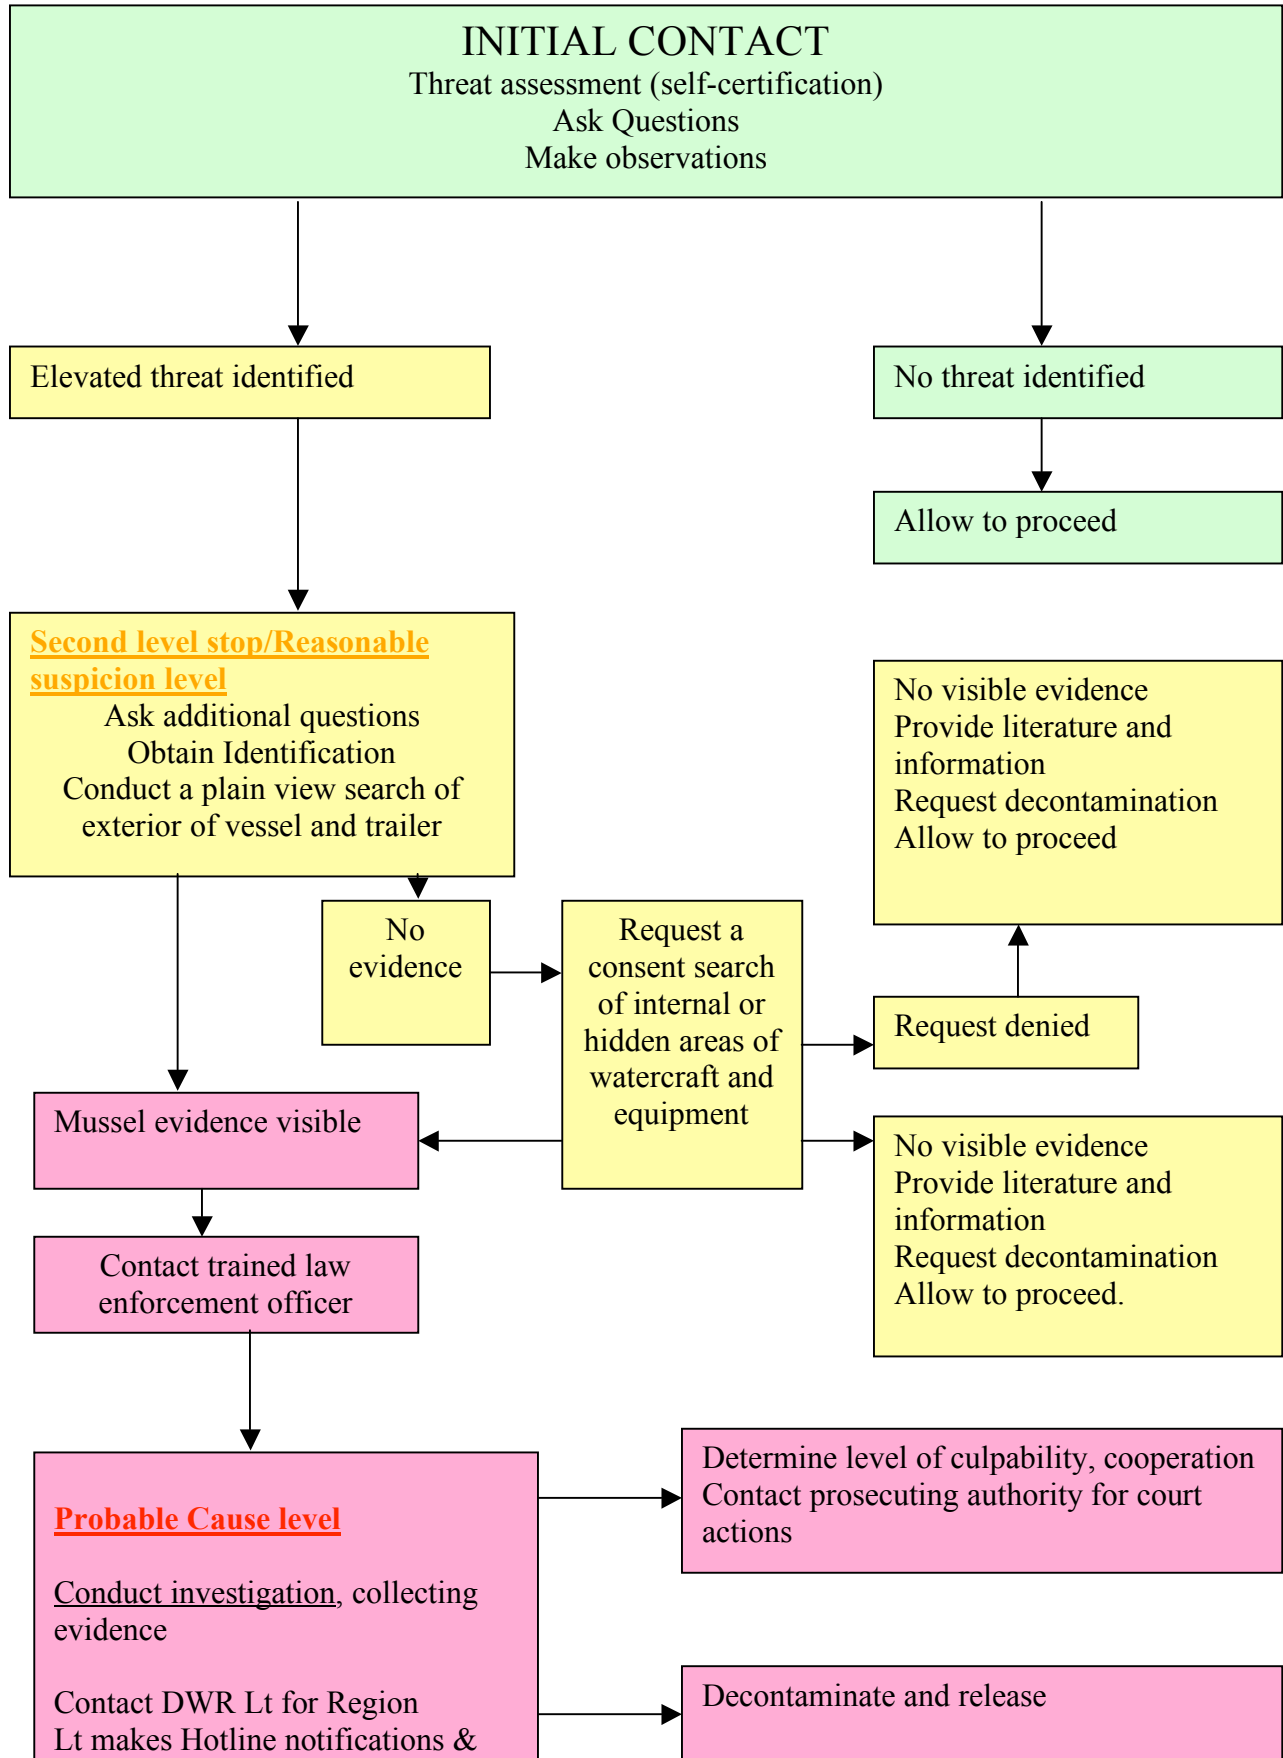 INITIAL CONTACT
Threat assessment (self-certification)
Ask Questions
Make observations
Elevated threat identified
No threat identified
Allow to proceed
Second level stop/Reasonable
suspicion level
Ask additional questions
Obtain Identification
Conduct a plain view search of
exterior of vessel and trailer
No visible evidence
Provide literature and
information
Request decontamination
Allow to proceed
No
evidence
Request a
consent search
of internal or
hidden areas of
watercraft and
equipment
Request denied
Mussel evidence visible
No visible evidence
Provide literature and
information
Request decontamination
Allow to proceed.
Contact trained law
enforcement officer
Determine level of culpability, cooperation
Contact prosecuting authority for court
actions
Probable Cause level
Conduct investigation, collecting
evidence
Contact DWR Lt for Region
Lt makes Hotline notifications &
Decontaminate and release